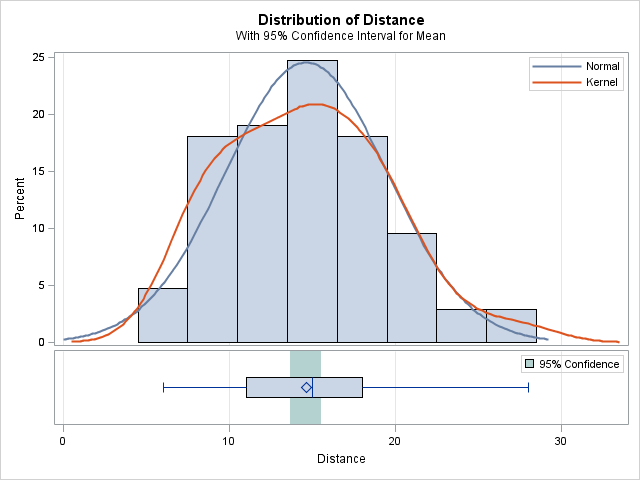 Distribution of Distance
With 95% Confidence Interval for Mean
25
20
15
10
5
0
Percent
Normal
Kernel
95% Confidence
0
10
20
30
Distance